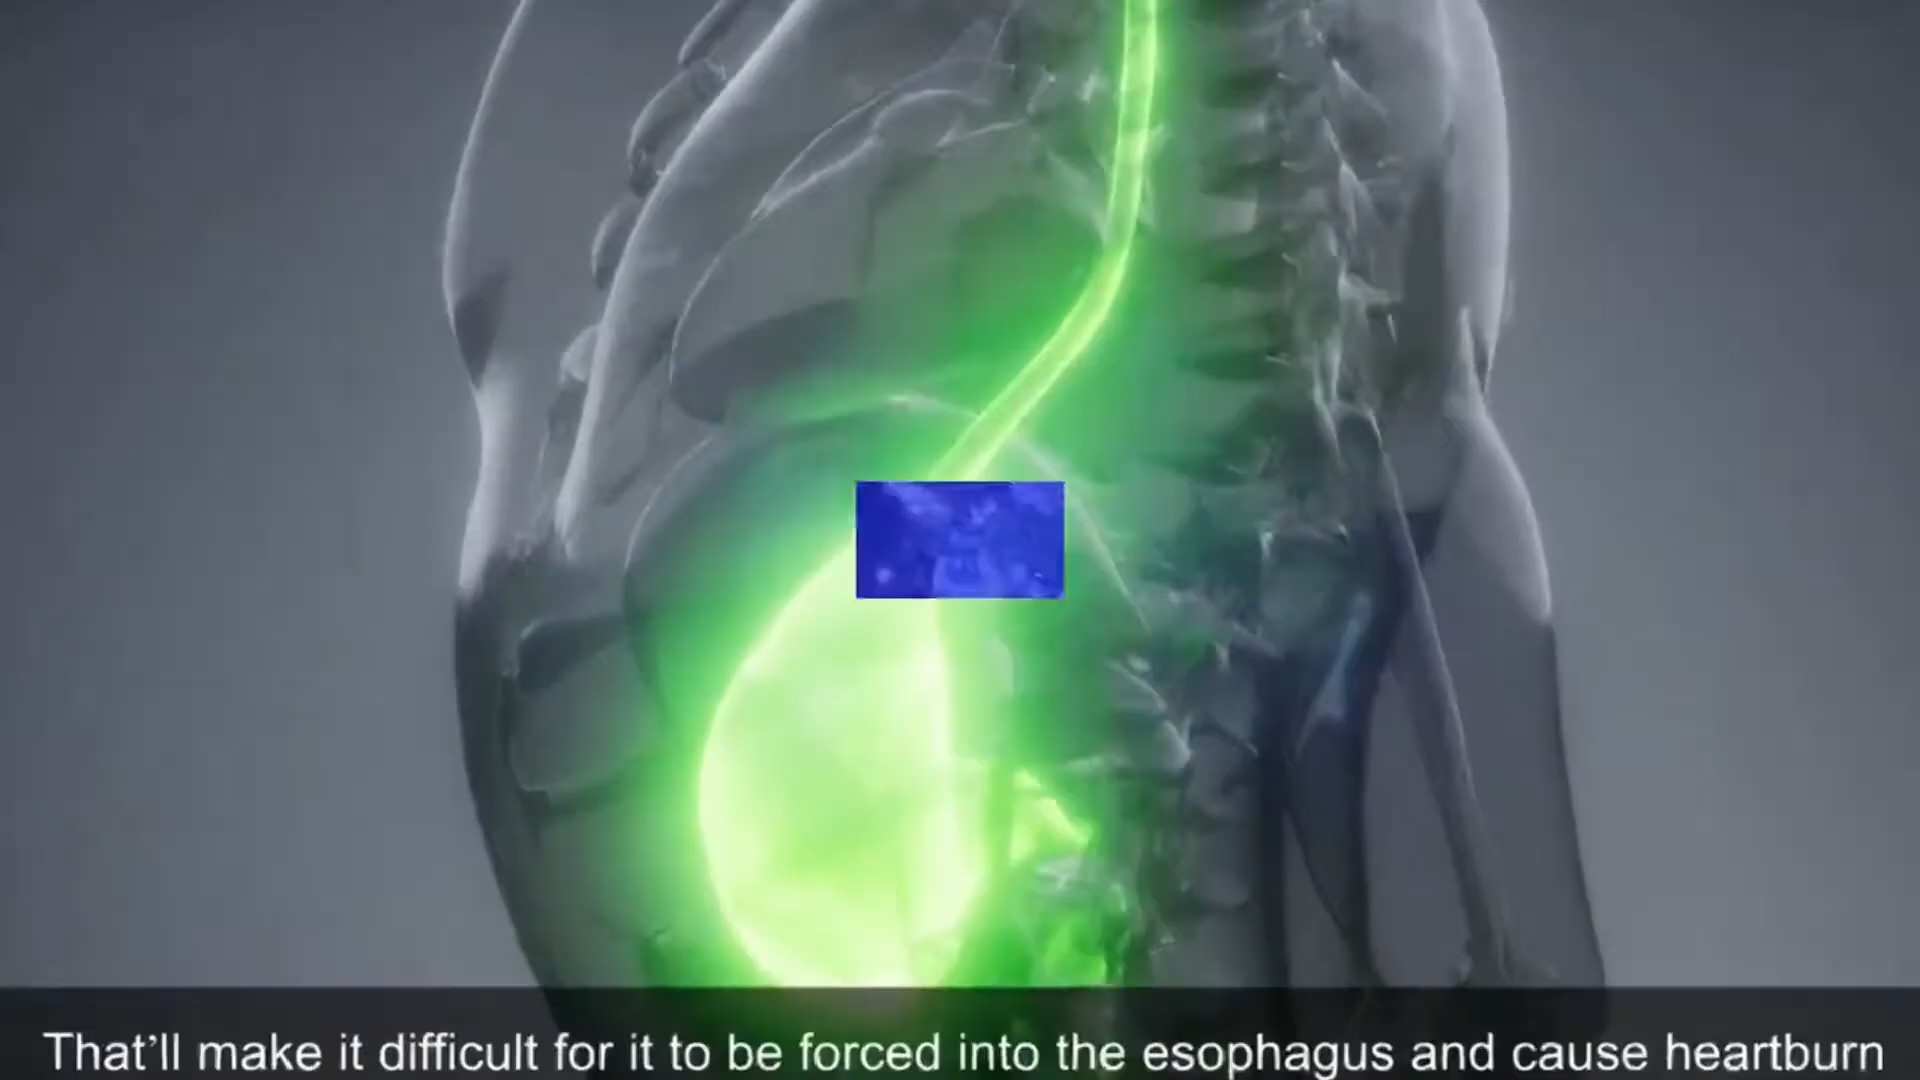 That’ll make it difficult for it to be forced into the esophagus and cause heartburn